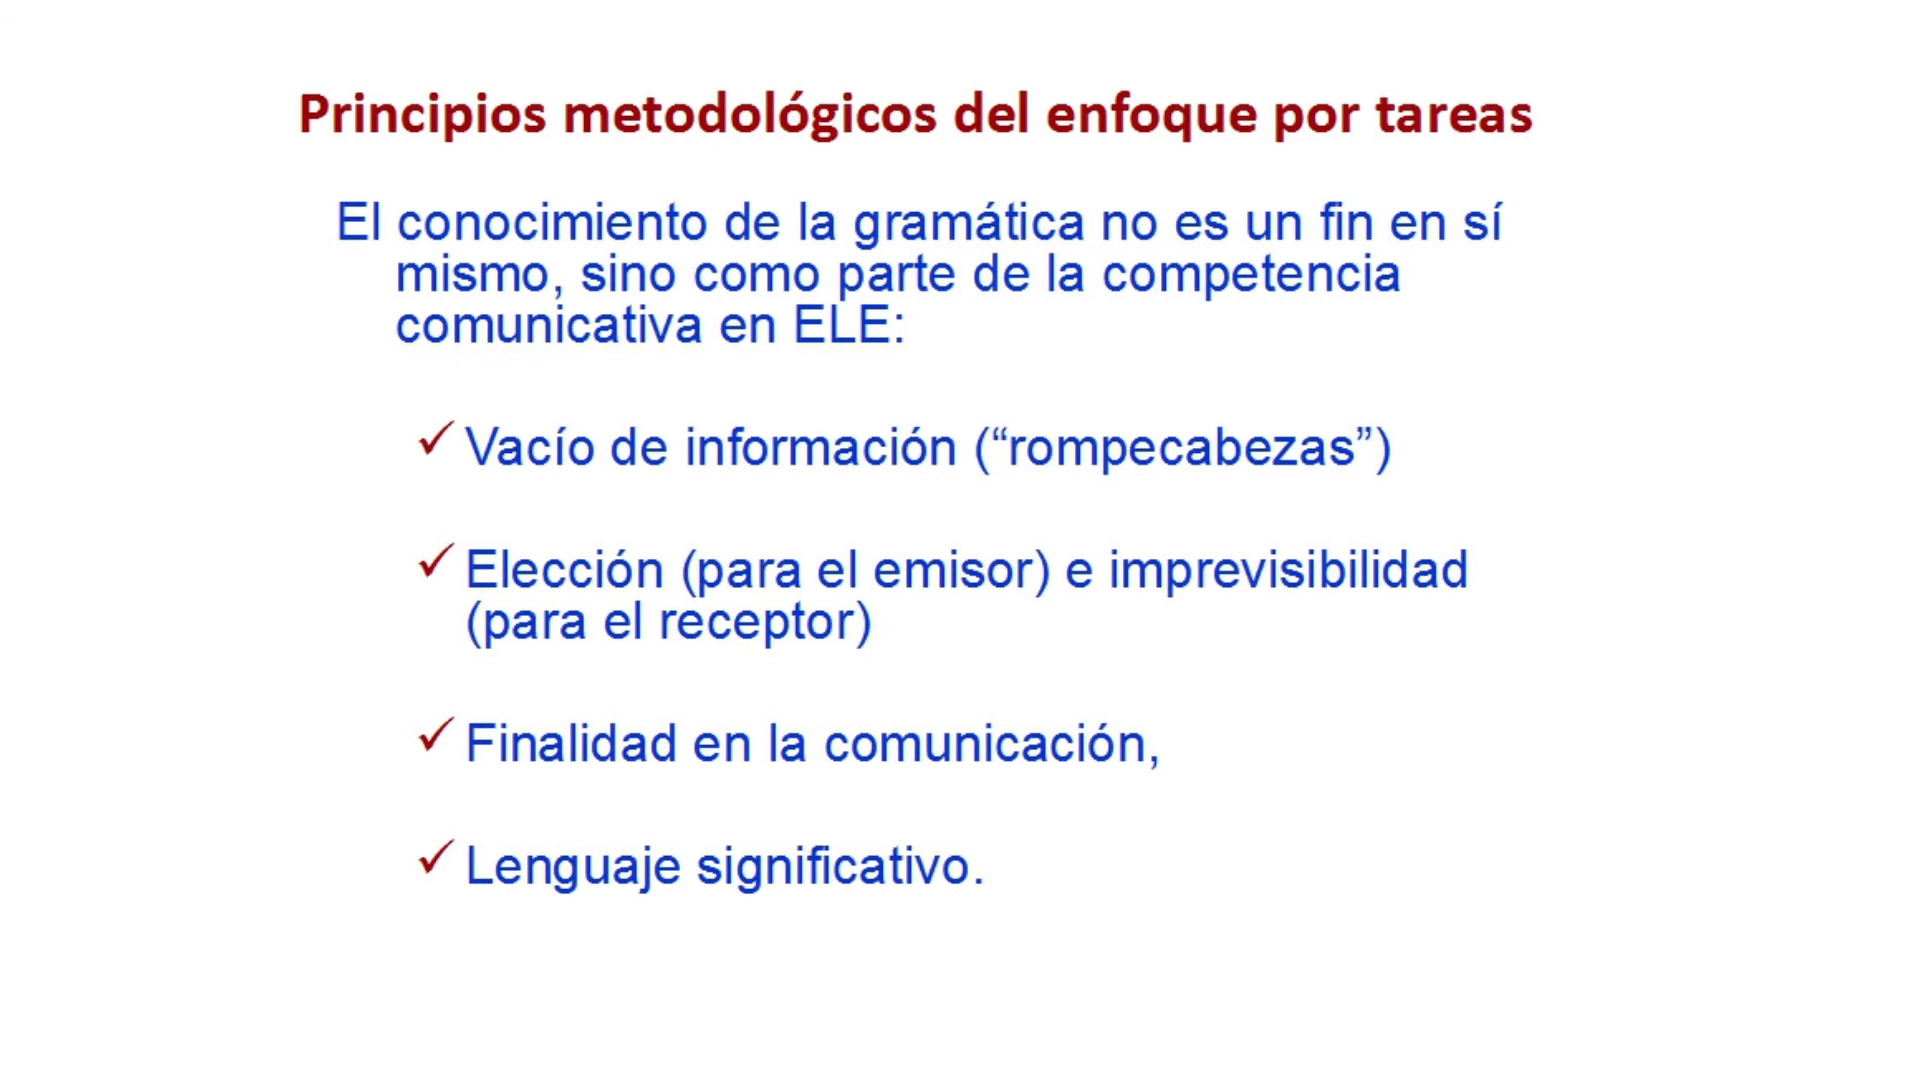 Principios metodológicos del enfoque por tareas
El conocimiento de la gramática no es un fin en sí
mismo, sino como parte de la competencia
comunicativa en ELE:
✓ Vacío de información (“rompecabezas”)
✓ Elección (para el emisor) e imprevisibilidad
(para el receptor)
✓ Finalidad en la comunicación,
✓ Lenguaje significativo.